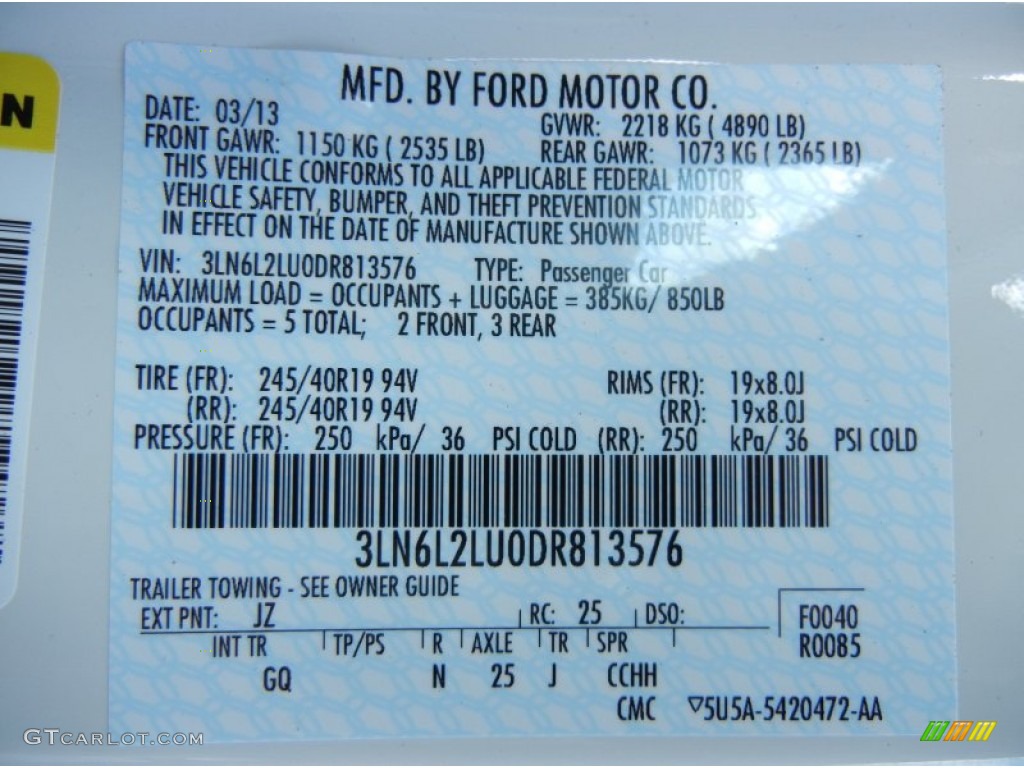 N
MFD. BY FORD MOTOR CO.
DATE: 03/13 GVWR: 2218 KG ( 4890 LB)
FRONT GAWR: 1150 KG ( 2535 LB) REAR GAWR: 1073 KG ( 2365 LB)
THIS VEHICLE CONFORMS TO ALL APPLICABLE FEDERAL MOTOR
VEHICLE SAFETY, BUMPER, AND THEFT PREVENTION STANDARDS
IN EFFECT ON THE DATE OF MANUFACTURE SHOWN ABOVE.
VIN: 3LN6L2LU0DR813576 TYPE: Passenger Car
MAXIMUM LOAD = OCCUPANTS + LUGGAGE = 385KG/ 850LB
OCCUPANTS = 5 TOTAL; 2 FRONT, 3 REAR
TIRE (FR): 245/40R19 94V RIMS (FR): 19x8.0J
(RR): 245/40R19 94V (RR): 19x8.0J
PRESSURE (FR): 250 kPa/ 36 PSI COLD (RR): 250 kPa/ 36 PSI COLD
3LN6L2LU0DR813576
TRAILER TOWING - SEE OWNER GUIDE
EXT PNT: JZ RC: 25 DSO: F0040
INT TR TP/PS R AXLE TR SPR R0085
GQ N 25 J CCHH
CMC ▽5U5A-5420472-AA
GTCARLOT.COM